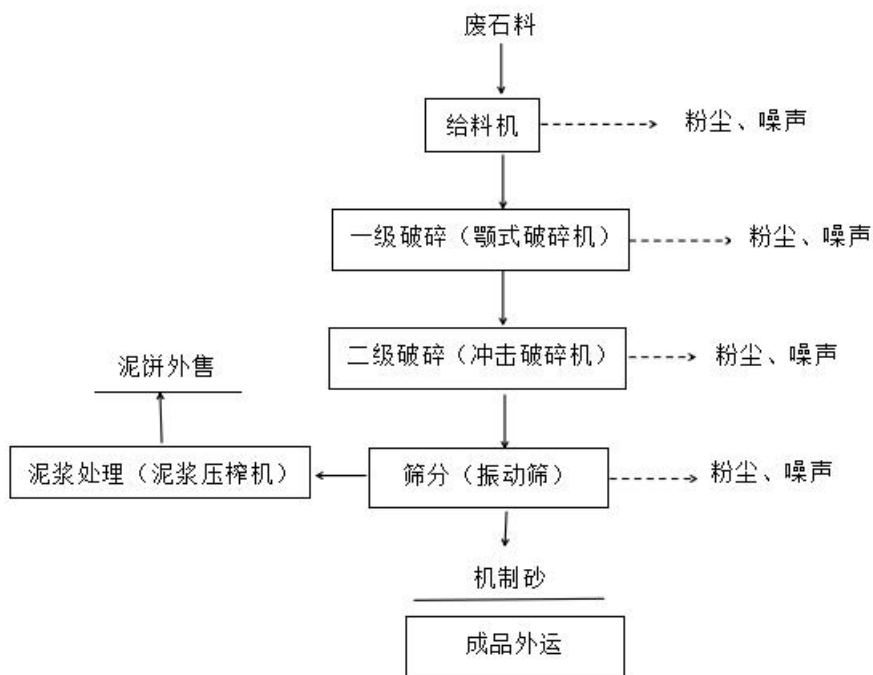 废石料
给料机
粉尘、噪声
一级破碎（颚式破碎机）
粉尘、噪声
二级破碎（冲击破碎机）
粉尘、噪声
泥饼外售
泥浆处理（泥浆压榨机）
筛分（振动筛）
粉尘、噪声
机制砂
成品外运